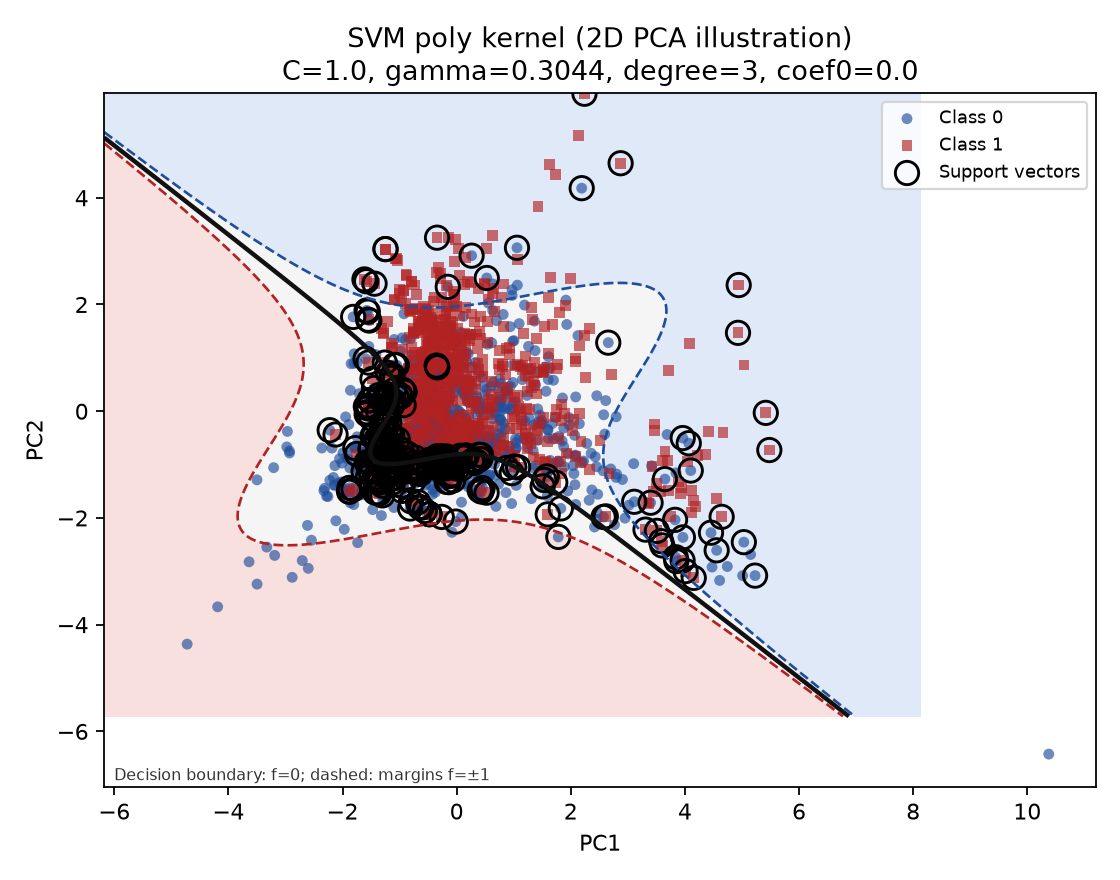 SVM poly kernel (2D PCA illustration)
C=1.0, gamma=0.3044, degree=3, coef0=0.0
Class 0
Class 1
Support vectors
4
2
0
−2
−4
−6
PC2
Decision boundary: f=0; dashed: margins f=±1
−6 −4 −2 0 2 4 6 8 10
PC1